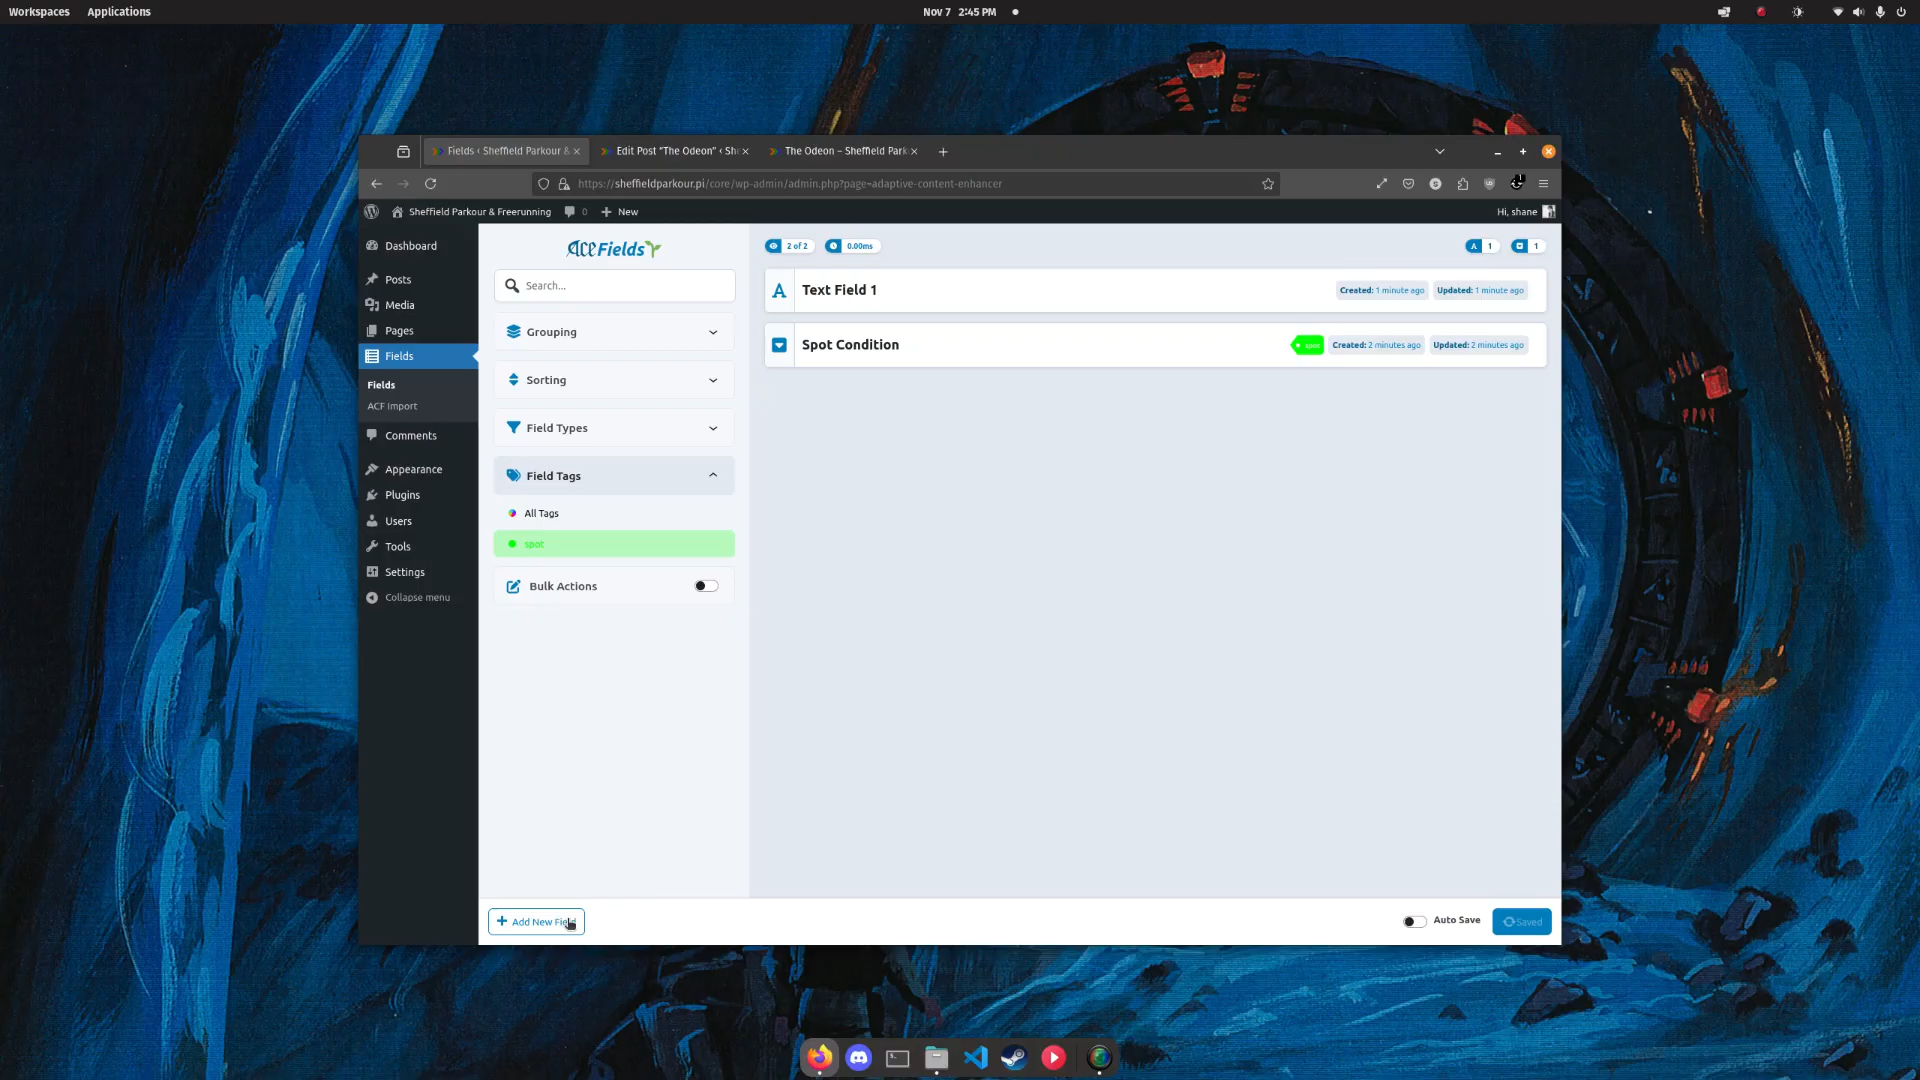 Workspaces Applications Nov 7 2:45 PM
Fields ‹ Sheffield Parkour & Edit Post “The Odeon” ‹ She The Odeon – Sheffield Park
https://sheffieldparkour.pi/core/wp-admin/admin.php?page=adaptive-content-enhancer
Sheffield Parkour & Freerunning 0 New Hi, shane
Dashboard
Posts
Media
Pages
Fields
Fields
ACF Import
Comments
Appearance
Plugins
Users
Tools
Settings
Collapse menu
ACE Fields
Search...
Grouping
Sorting
Field Types
Field Tags
All Tags
spot
Bulk Actions
2 of 2 0.00ms A 1 1
A Text Field 1 Created: 1 minute ago Updated: 1 minute ago
Spot Condition spot Created: 2 minutes ago Updated: 2 minutes ago
Add New Field Auto Save Saved